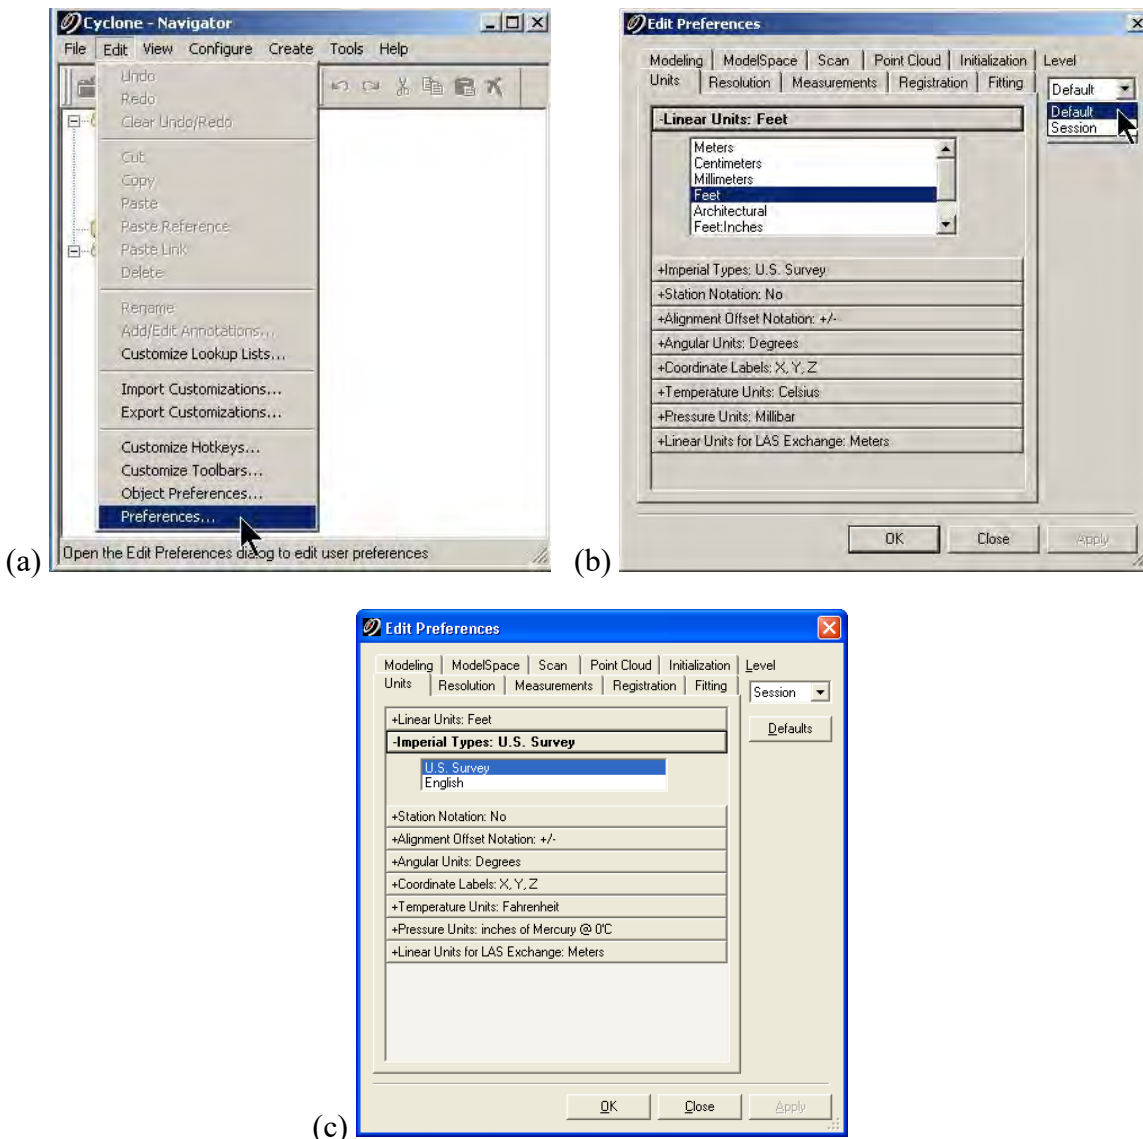 Cyclone - Navigator
File Edit View Configure Create Tools Help
Undo
Redo
Clear Undo/Redo
Cut
Copy
Paste
Paste Reference
Paste Link
Delete
Rename
Add/Edit Annotations...
Customize Lookup Lists...
Import Customizations...
Export Customizations...
Customize Hotkeys...
Customize Toolbars...
Object Preferences...
Preferences...
Open the Edit Preferences dialog to edit user preferences
(a)
Edit Preferences
Modeling ModelSpace Scan Point Cloud Initialization Level
Units Resolution Measurements Registration Fitting
Default
Default
Session
-Linear Units: Feet
Meters
Centimeters
Millimeters
Feet
Architectural
Feet:Inches
+Imperial Types: U.S. Survey
+Station Notation: No
+Alignment Offset Notation: +/-
+Angular Units: Degrees
+Coordinate Labels: X, Y, Z
+Temperature Units: Celsius
+Pressure Units: Millibar
+Linear Units for LAS Exchange: Meters
OK Close Apply
(b)
Edit Preferences
Modeling ModelSpace Scan Point Cloud Initialization Level
Units Resolution Measurements Registration Fitting
Session
Defaults
+Linear Units: Feet
-Imperial Types: U.S. Survey
U.S. Survey
English
+Station Notation: No
+Alignment Offset Notation: +/-
+Angular Units: Degrees
+Coordinate Labels: X, Y, Z
+Temperature Units: Fahrenheit
+Pressure Units: inches of Mercury @ 0'C
+Linear Units for LAS Exchange: Meters
OK Close Apply
(c)